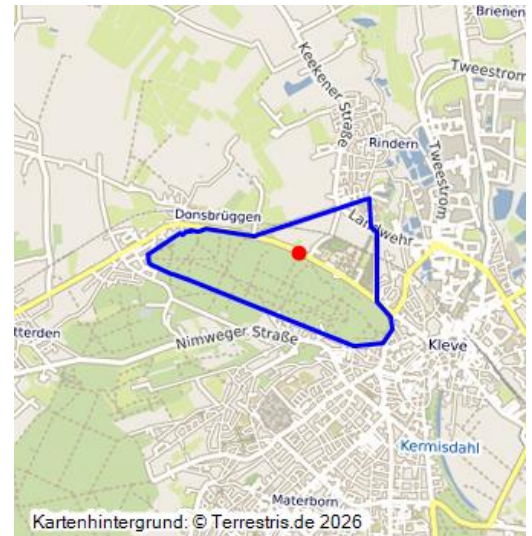 Brienen
Tweestrom
Keekener Straße
Rindern
Tweestrom
Donsbrüggen
Landwehr
tterden
Nimweger Straße
Kleve
Kermisdahl
Materborn
Kartenhintergrund: © Terrestris.de 2026